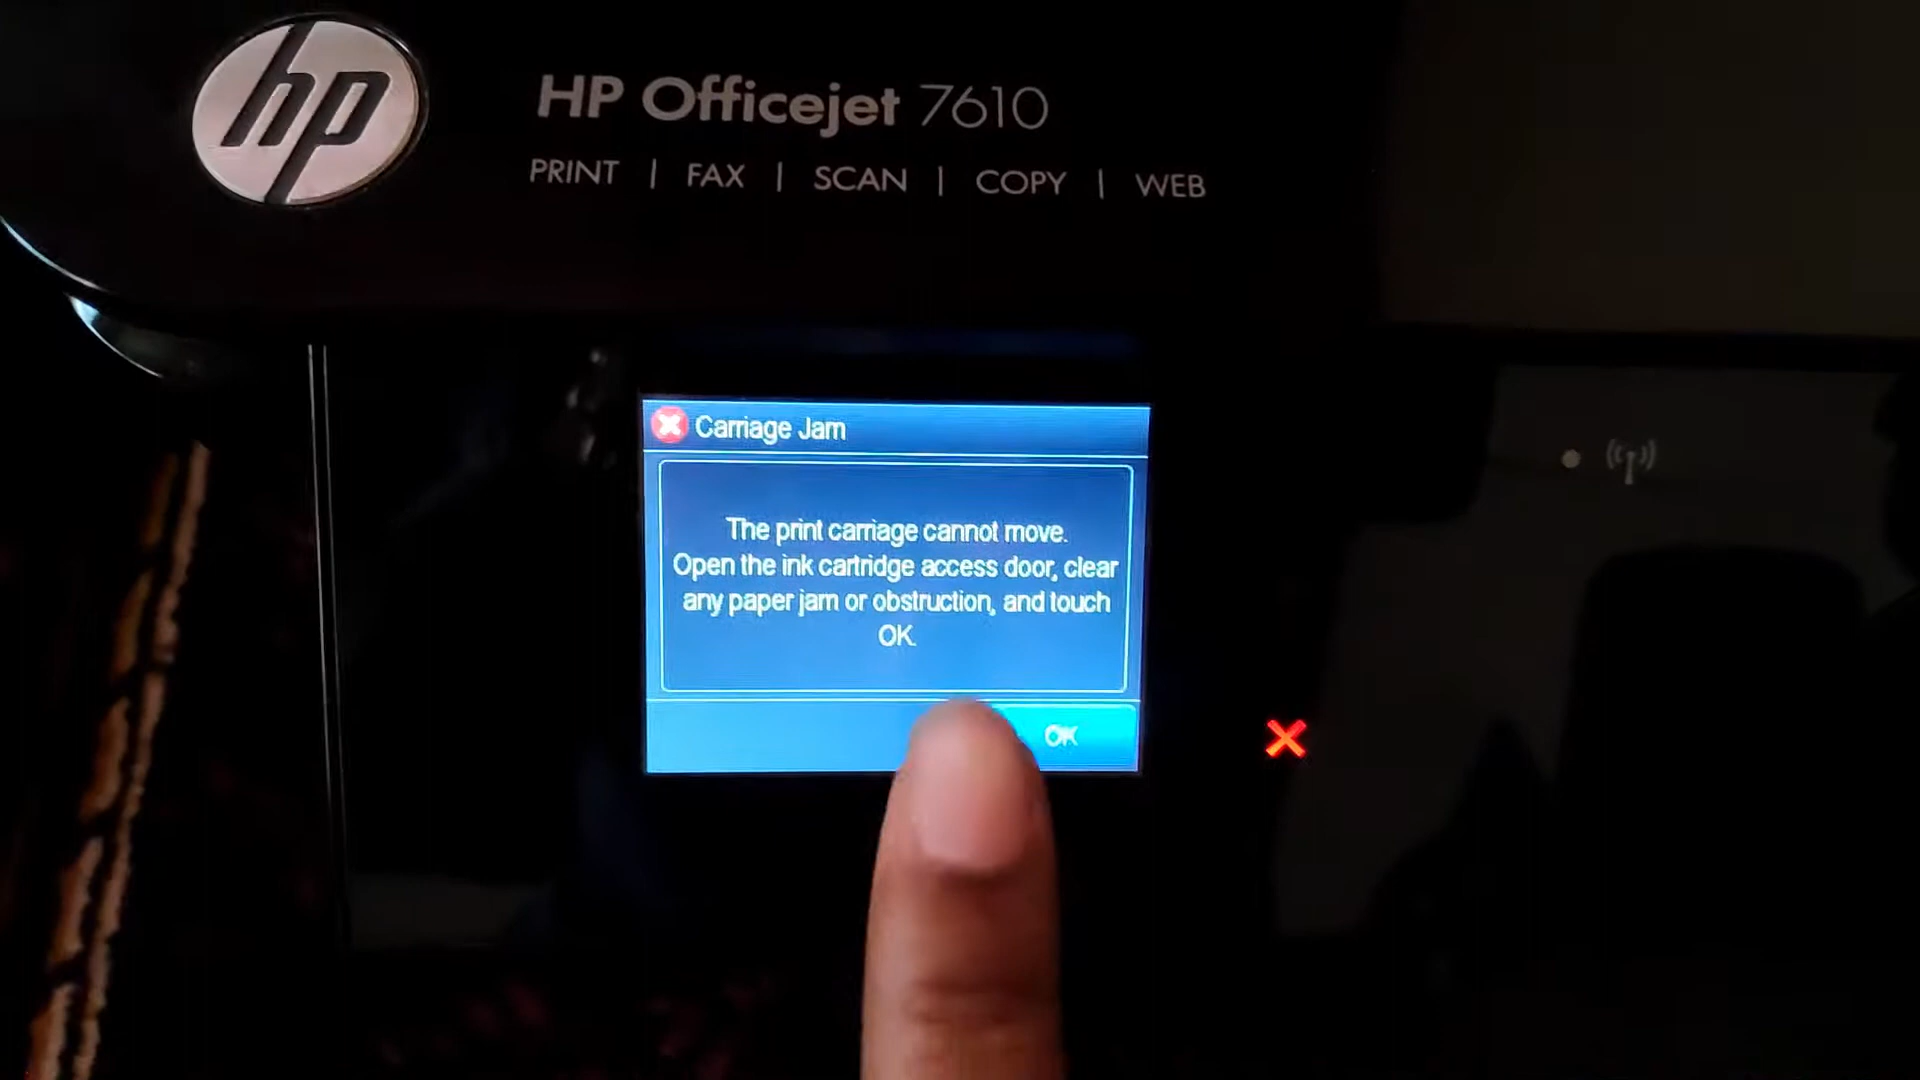 hp
HP Officejet 7610
PRINT | FAX | SCAN | COPY | WEB
Carriage Jam
The print carriage cannot move.
Open the ink cartridge access door, clear
any paper jam or obstruction, and touch
OK.
OK